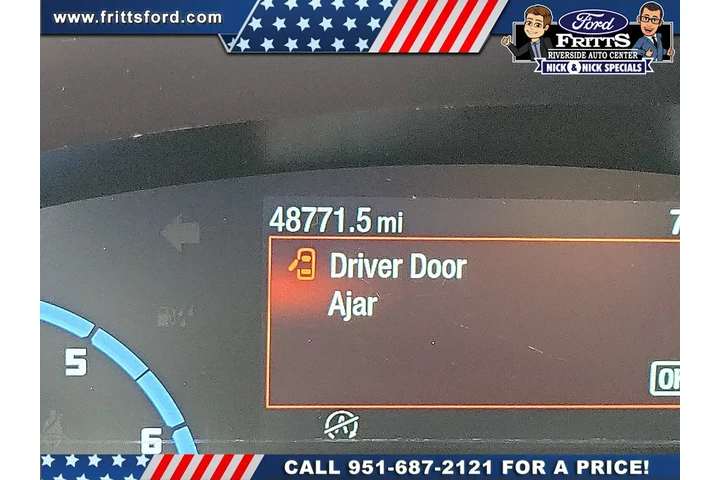 www.frittsford.com
Ford
FRITTS
RIVERSIDE AUTO CENTER
NICK & NICK SPECIALS
48771.5 mi
7
Driver Door
Ajar
5
6
A
CALL 951-687-2121 FOR A PRICE!